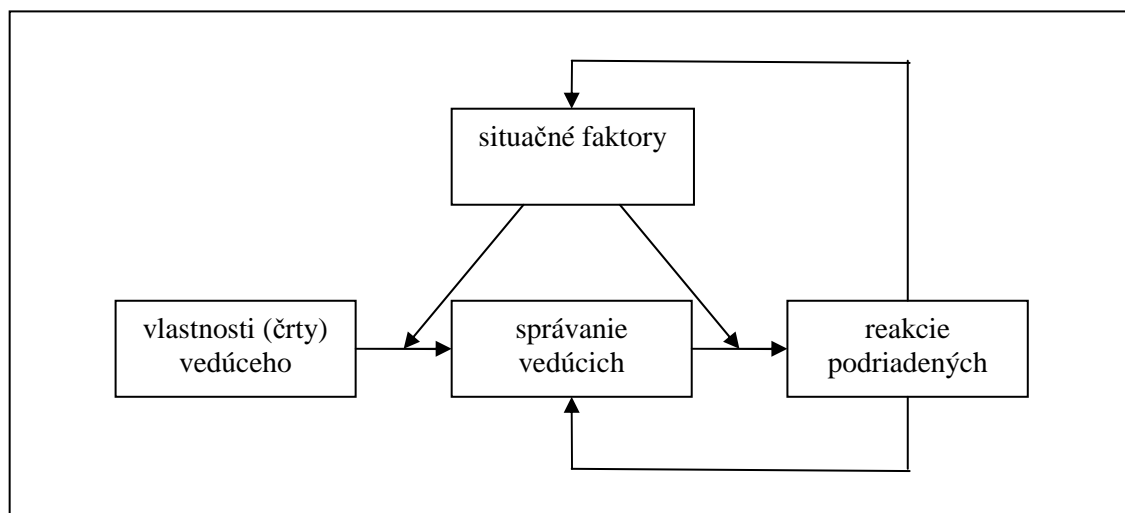 situačné faktory
vlastnosti (črty)
vedúceho
správanie
vedúcich
reakcie
podriadených